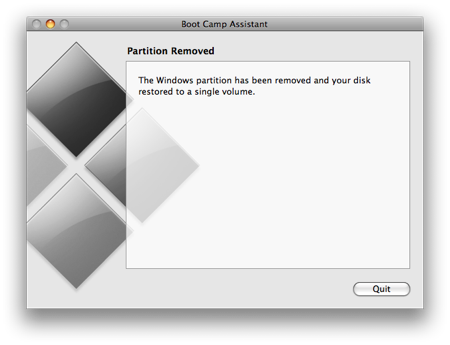 Boot Camp Assistant
Partition Removed
The Windows partition has been removed and your disk
restored to a single volume.
Quit